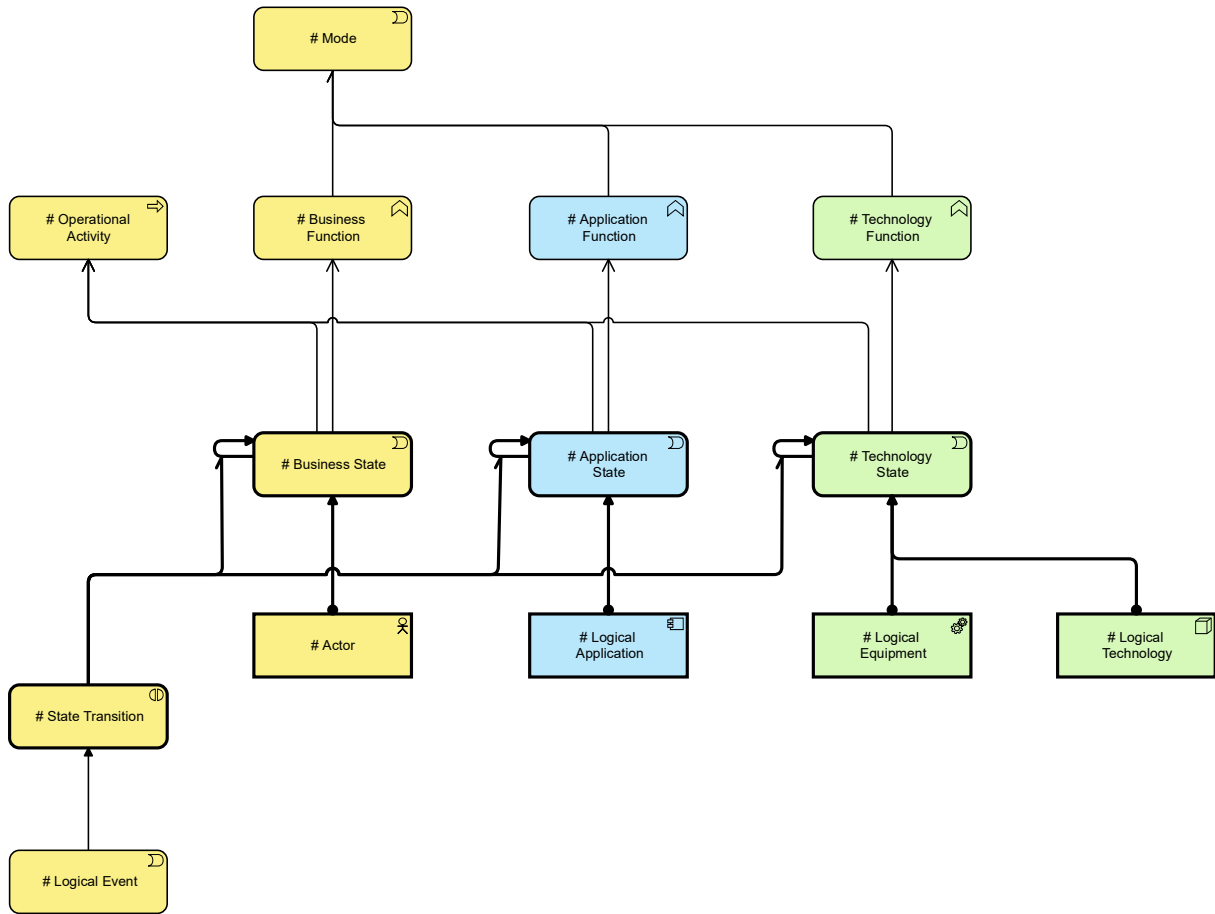 # Mode
# Operational
Activity
# Business
Function
# Application
Function
# Technology
Function
# Business State
# Application
State
# Technology
State
# Actor
# Logical
Application
# Logical
Equipment
# Logical
Technology
# State Transition
# Logical Event